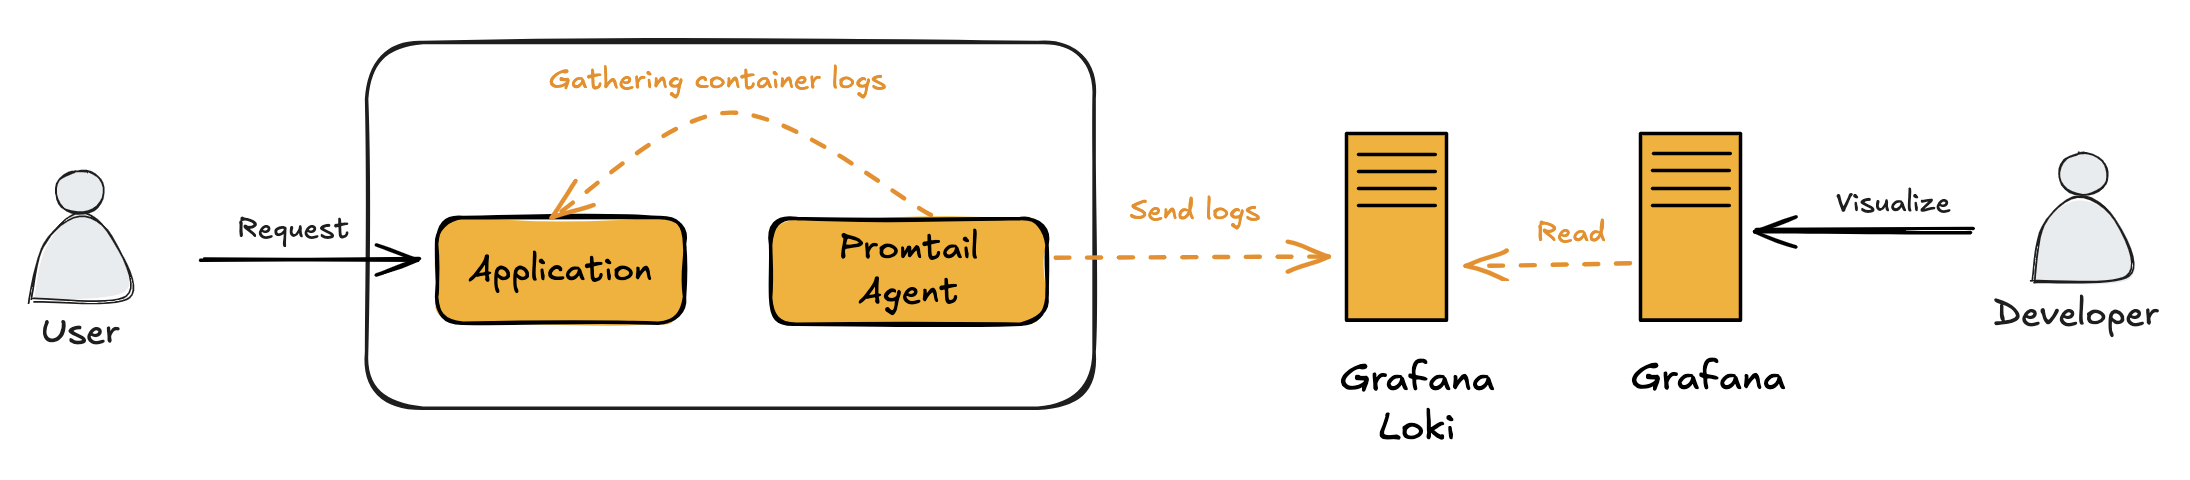 Gathering container logs
Request
Application
Promtail
Agent
Send logs
Read
Visualize
User
Grafana
Loki
Grafana
Developer